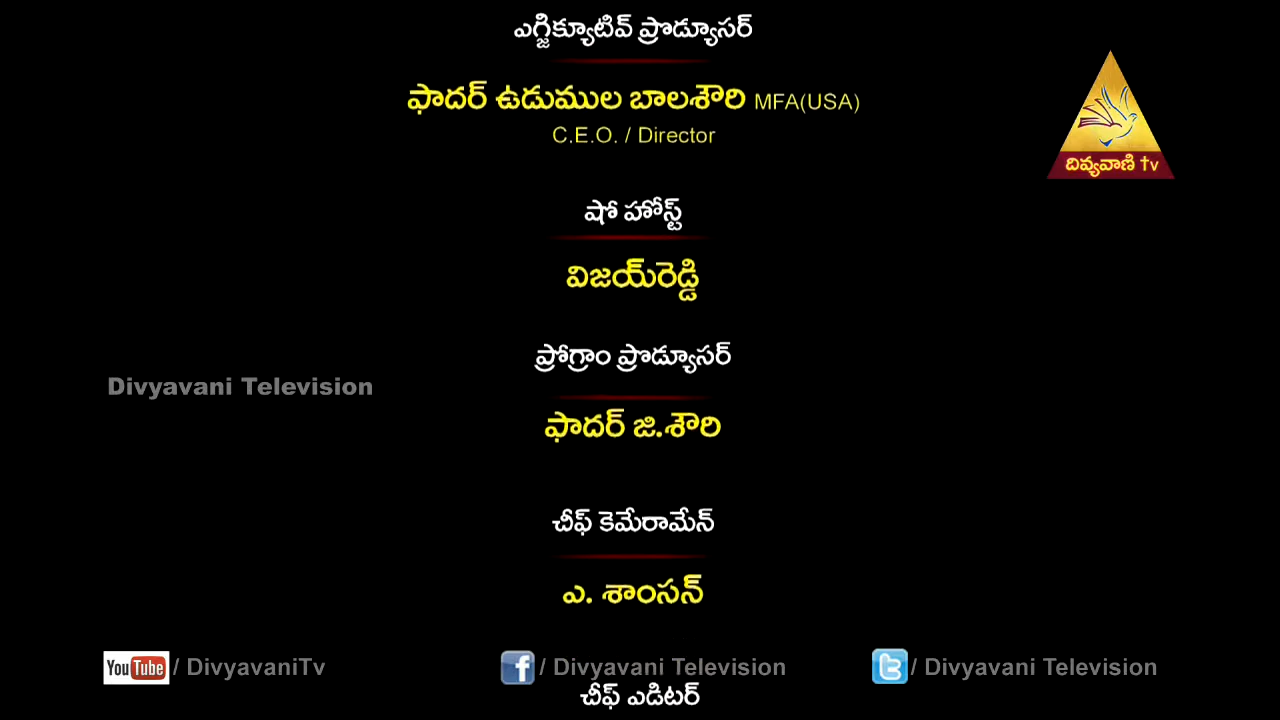 ఎగ్జిక్యూటివ్ ప్రొడ్యూసర్
ఫాదర్ ఉడుముల బాలశౌరి MFA(USA)
C.E.O. / Director
దివ్యవాణి tv
షో హోస్ట్
విజయ్‌రెడ్డి
ప్రోగ్రాం ప్రొడ్యూసర్
Divyavani Television
ఫాదర్ జి.శౌరి
చీఫ్ కెమేరామేన్
ఎ. శాంసన్
YouTube / DivyavaniTv
f / Divyavani Television
t / Divyavani Television
చీఫ్ ఎడిటర్